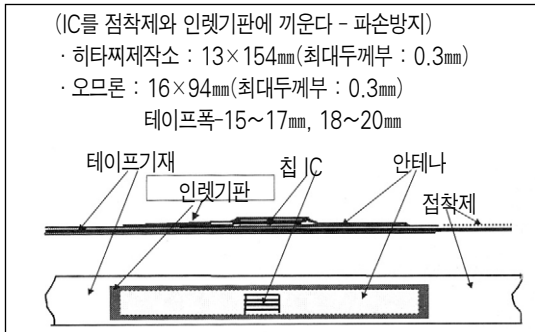 (IC를 점착제와 인렛기판에 끼운다 - 파손방지)
· 히타찌제작소 : 13×154㎜(최대두께부 : 0.3㎜)
· 오므론 : 16×94㎜(최대두께부 : 0.3㎜)
테이프폭-15~17㎜, 18~20㎜
테이프기재 칩 IC 안테나
인렛기판
접착제